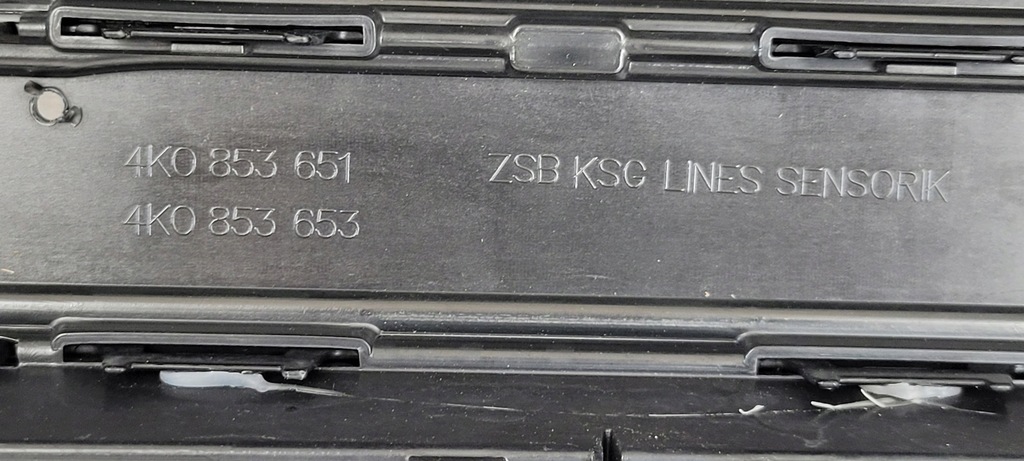 4K0 853 651
4K0 853 653
ZSB KSG LINES SENSORIK